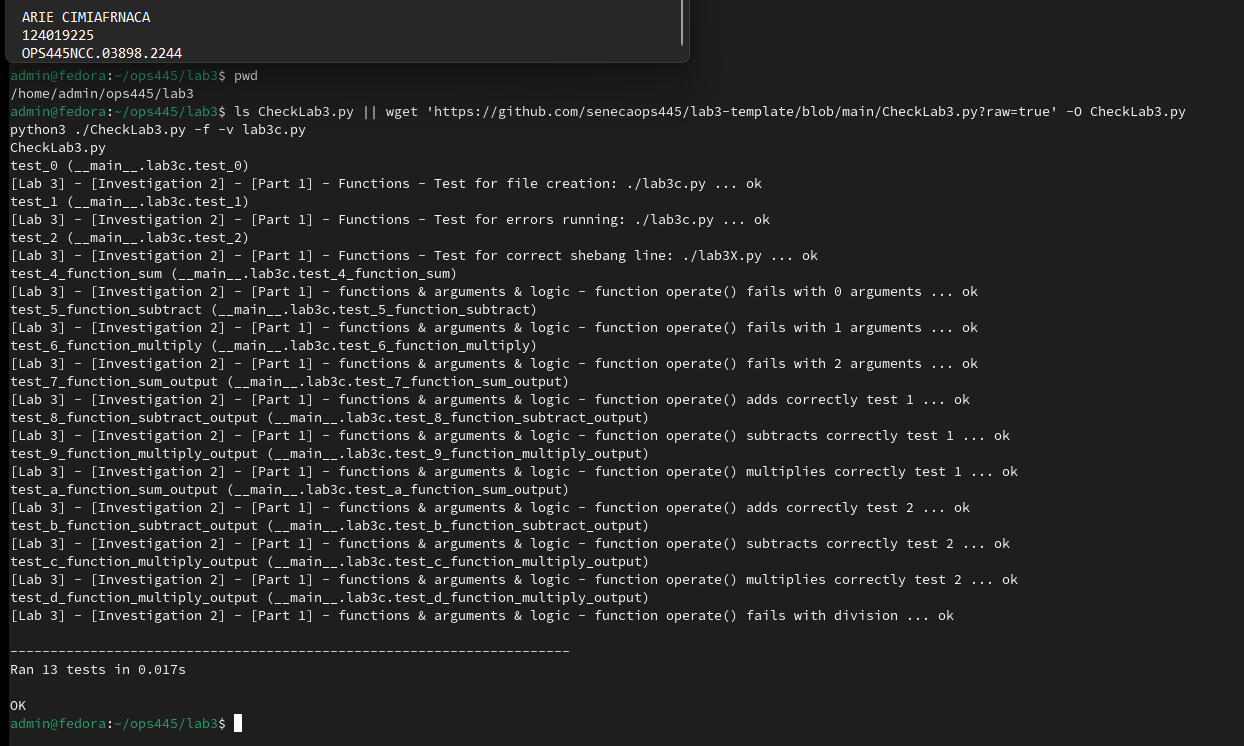 ARIE CIMIAFRNACA
124019225
OPS445NCC.03898.2244
admin@fedora:~/ops445/lab3$ pwd
/home/admin/ops445/lab3
admin@fedora:~/ops445/lab3$ ls CheckLab3.py || wget 'https://github.com/senecaops445/lab3-template/blob/main/CheckLab3.py?raw=true' -O CheckLab3.py
python3 ./CheckLab3.py -f -v lab3c.py
CheckLab3.py
test_0 (__main__.lab3c.test_0)
[Lab 3] - [Investigation 2] - [Part 1] - Functions - Test for file creation: ./lab3c.py ... ok
test_1 (__main__.lab3c.test_1)
[Lab 3] - [Investigation 2] - [Part 1] - Functions - Test for errors running: ./lab3c.py ... ok
test_2 (__main__.lab3c.test_2)
[Lab 3] - [Investigation 2] - [Part 1] - Functions - Test for correct shebang line: ./lab3X.py ... ok
test_4_function_sum (__main__.lab3c.test_4_function_sum)
[Lab 3] - [Investigation 2] - [Part 1] - functions & arguments & logic - function operate() fails with 0 arguments ... ok
test_5_function_subtract (__main__.lab3c.test_5_function_subtract)
[Lab 3] - [Investigation 2] - [Part 1] - functions & arguments & logic - function operate() fails with 1 arguments ... ok
test_6_function_multiply (__main__.lab3c.test_6_function_multiply)
[Lab 3] - [Investigation 2] - [Part 1] - functions & arguments & logic - function operate() fails with 2 arguments ... ok
test_7_function_sum_output (__main__.lab3c.test_7_function_sum_output)
[Lab 3] - [Investigation 2] - [Part 1] - functions & arguments & logic - function operate() adds correctly test 1 ... ok
test_8_function_subtract_output (__main__.lab3c.test_8_function_subtract_output)
[Lab 3] - [Investigation 2] - [Part 1] - functions & arguments & logic - function operate() subtracts correctly test 1 ... ok
test_9_function_multiply_output (__main__.lab3c.test_9_function_multiply_output)
[Lab 3] - [Investigation 2] - [Part 1] - functions & arguments & logic - function operate() multiplies correctly test 1 ... ok
test_a_function_sum_output (__main__.lab3c.test_a_function_sum_output)
[Lab 3] - [Investigation 2] - [Part 1] - functions & arguments & logic - function operate() adds correctly test 2 ... ok
test_b_function_subtract_output (__main__.lab3c.test_b_function_subtract_output)
[Lab 3] - [Investigation 2] - [Part 1] - functions & arguments & logic - function operate() subtracts correctly test 2 ... ok
test_c_function_multiply_output (__main__.lab3c.test_c_function_multiply_output)
[Lab 3] - [Investigation 2] - [Part 1] - functions & arguments & logic - function operate() multiplies correctly test 2 ... ok
test_d_function_multiply_output (__main__.lab3c.test_d_function_multiply_output)
[Lab 3] - [Investigation 2] - [Part 1] - functions & arguments & logic - function operate() fails with division ... ok
----------------------------------------------------------------------
Ran 13 tests in 0.017s
OK
admin@fedora:~/ops445/lab3$